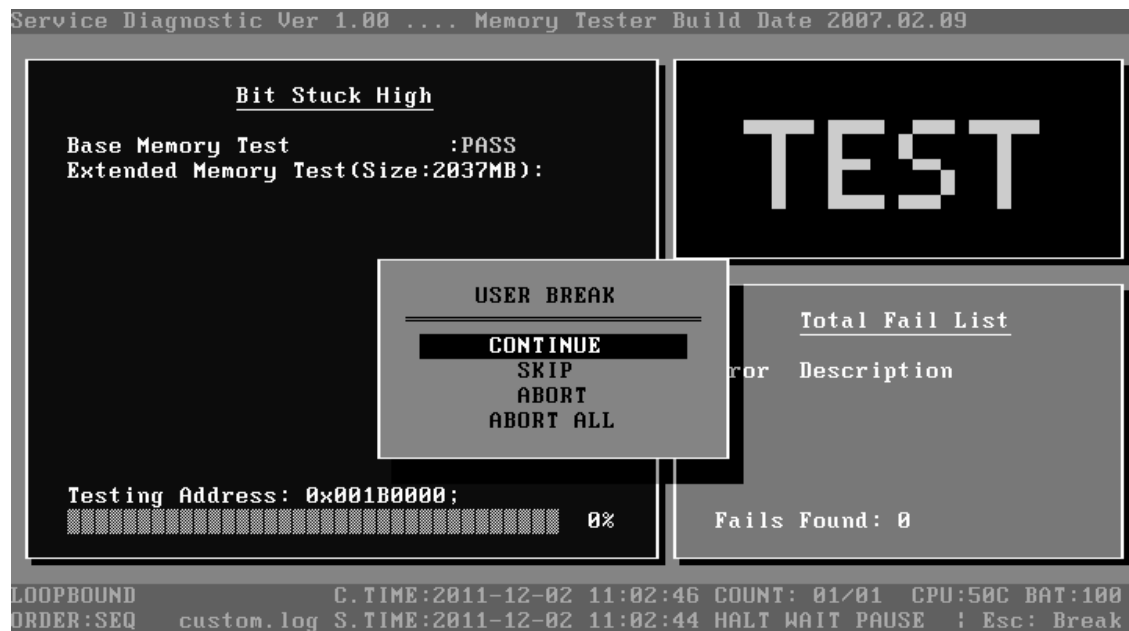 Service Diagnostic Ver 1.00 .... Memory Tester Build Date 2007.02.09
Bit Stuck High
Base Memory Test :PASS
Extended Memory Test(Size:2037MB):
TEST
USER BREAK
CONTINUE
SKIP
ABORT
ABORT ALL
Total Fail List
ror Description
Testing Address: 0x001B0000;
0%
Fails Found: 0
LOOPBOUND C.TIME:2011-12-02 11:02:46 COUNT: 01/01 CPU:50C BAT:100
ORDER:SEQ custom.log S.TIME:2011-12-02 11:02:44 HALT WAIT PAUSE ¦ Esc: Break